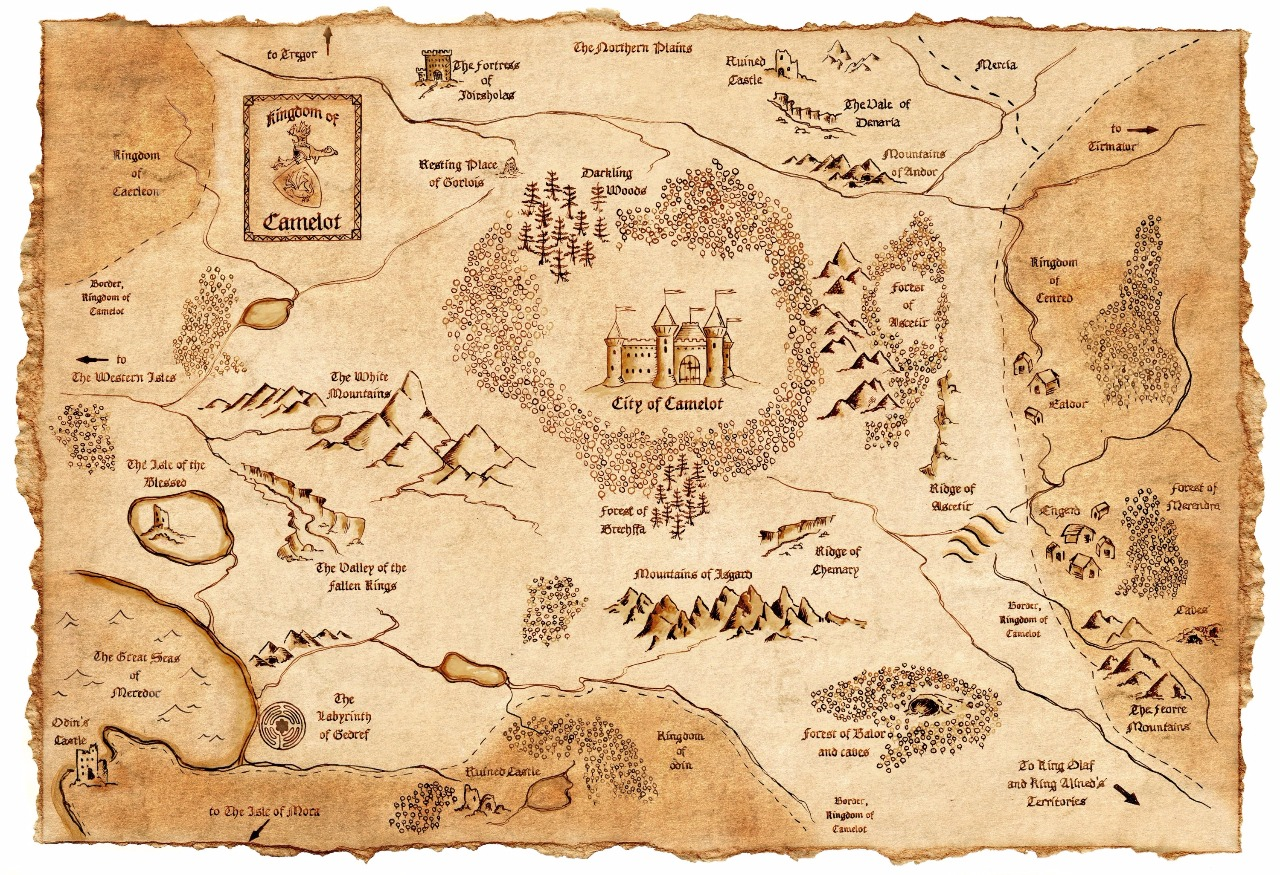 to Tregor
The Northern Plains
The Fortress
of
Idirsholas
Ruined
Castle
Mercia
The Vale of
Denaria
to
Tirmawr
Kingdom of
Camelot
Kingdom
of
Caerleon
Resting Place
of Gorlois
Darkling
Woods
Mountains
of Andor
Border,
Kingdom of
Camelot
Forest
of
Ascetir
Kingdom
of
Cenred
to
The Western Isles
The White
Mountains
City of Camelot
Ealdor
The Isle of the
Blessed
Forest of
Brechfa
Ridge of
Ascetir
Engerd
Forest of
Merendra
The Valley of the
Fallen Kings
Mountains of Isgard
Ridge of
Chemary
Border,
Kingdom of
Camelot
Caves
The Great Seas
of
Meredor
The
Labyrinth
of Gedref
Odin's
Castle
Kingdom
of
Odin
Forest of Balor
and caves
The Feorre
Mountains
Ruined Castle
to The Isle of Mora
Border,
Kingdom of
Camelot
To King Olaf
and King Alined's
Territories